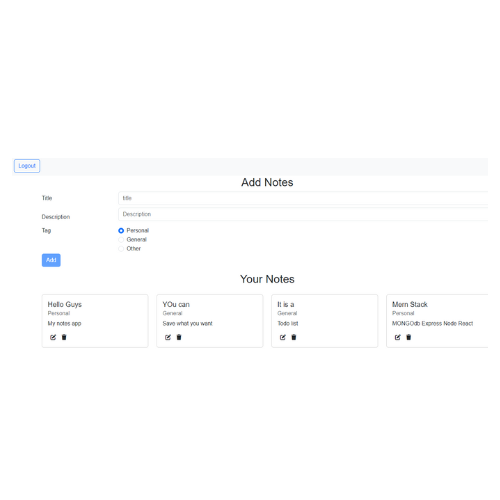 Logout
Add Notes
Title
title
Description
Description
Tag
Personal
General
Other
Add
Your Notes
Hello Guys
Personal
My notes app
YOu can
General
Save what you want
It is a
General
Todo list
Mern Stack
Personal
MONGOdb Express Node React